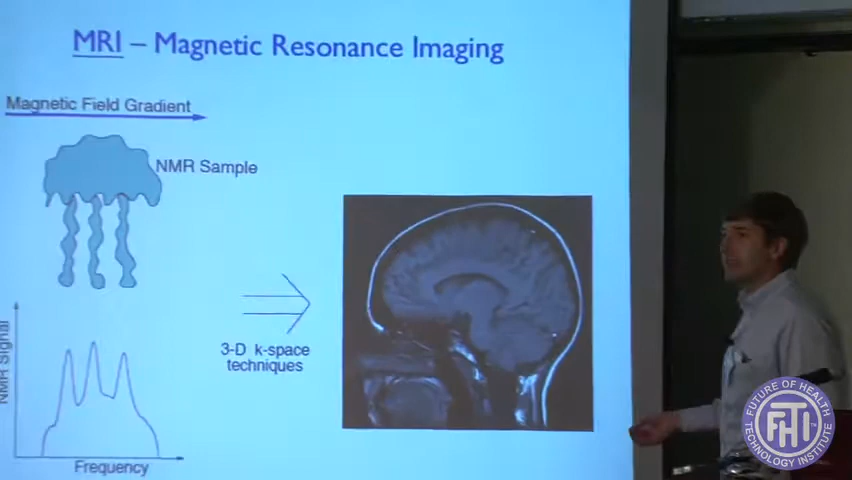 MRI – Magnetic Resonance Imaging
Magnetic Field Gradient
NMR Sample
3-D k-space
techniques
NMR Signal
Frequency
FUTURE OF HEALTH
TECHNOLOGY INSTITUTE
FHTI
TM